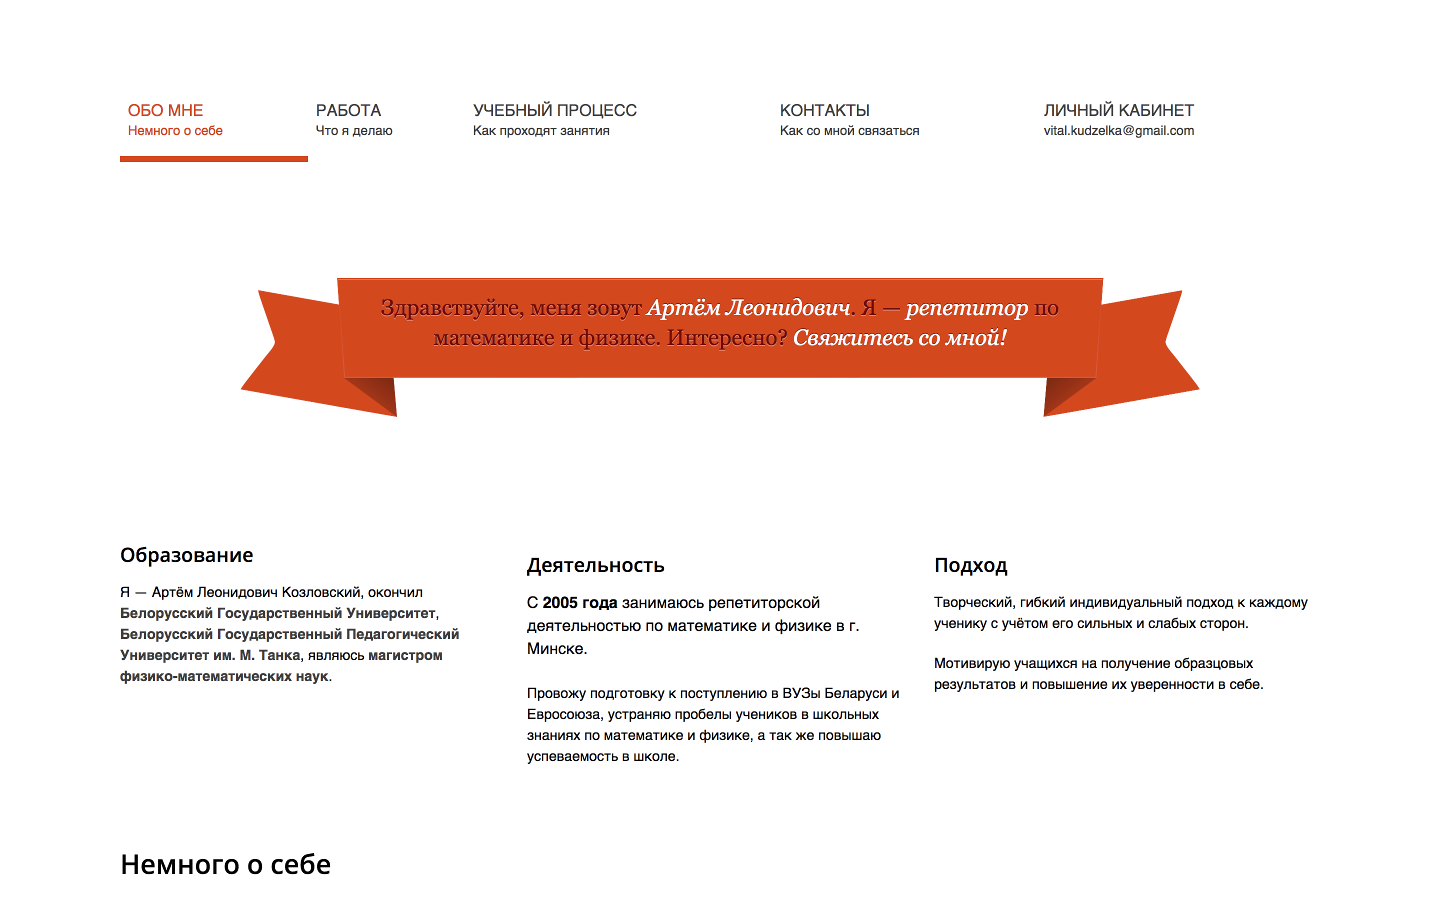 ОБО МНЕ
Немного о себе
РАБОТА
Что я делаю
УЧЕБНЫЙ ПРОЦЕСС
Как проходят занятия
КОНТАКТЫ
Как со мной связаться
ЛИЧНЫЙ КАБИНЕТ
vital.kudzelka@gmail.com
Здравствуйте, меня зовут Артём Леонидович. Я — репетитор по
математике и физике. Интересно? Свяжитесь со мной!
Образование
Я — Артём Леонидович Козловский, окончил
Белорусский Государственный Университет,
Белорусский Государственный Педагогический
Университет им. М. Танка, являюсь магистром
физико-математических наук.
Деятельность
С 2005 года занимаюсь репетиторской
деятельностью по математике и физике в г.
Минске.
Провожу подготовку к поступлению в ВУЗы Беларуси и
Евросоюза, устраняю пробелы учеников в школьных
знаниях по математике и физике, а так же повышаю
успеваемость в школе.
Подход
Творческий, гибкий индивидуальный подход к каждому
ученику с учётом его сильных и слабых сторон.
Мотивирую учащихся на получение образцовых
результатов и повышение их уверенности в себе.
Немного о себе